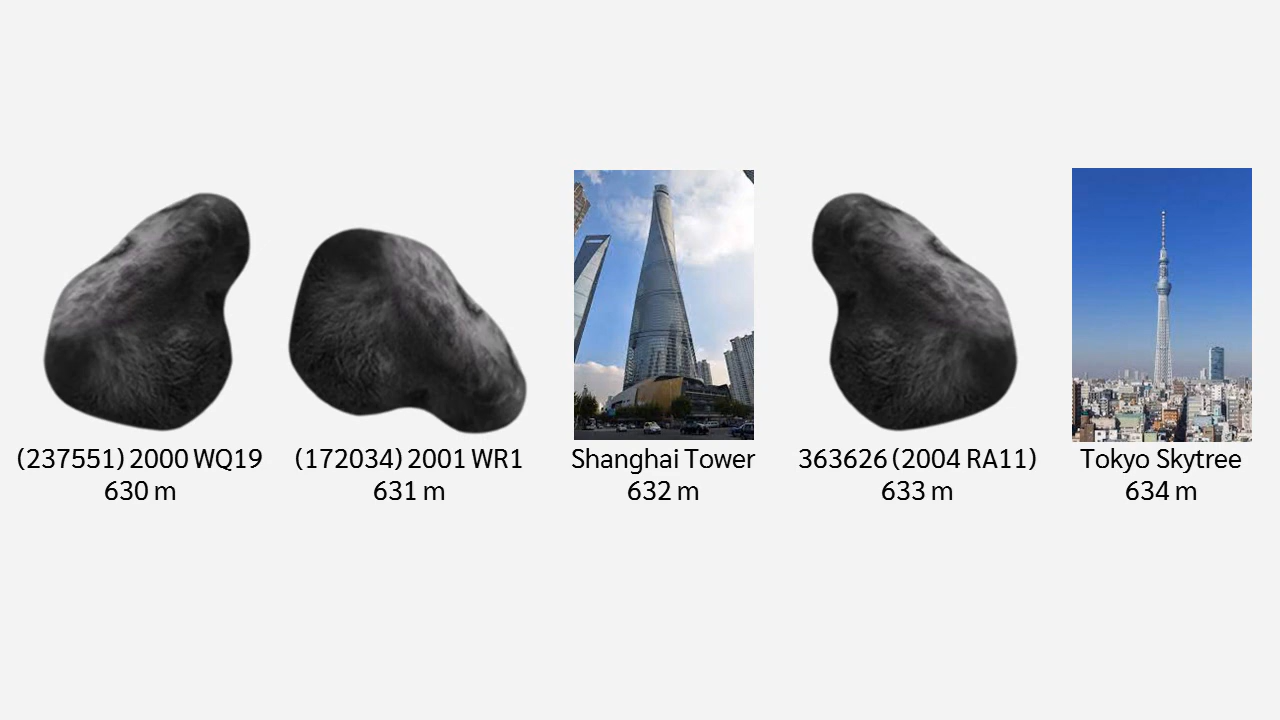 (237551) 2000 WQ19
630 m
(172034) 2001 WR1
631 m
Shanghai Tower
632 m
363626 (2004 RA11)
633 m
Tokyo Skytree
634 m